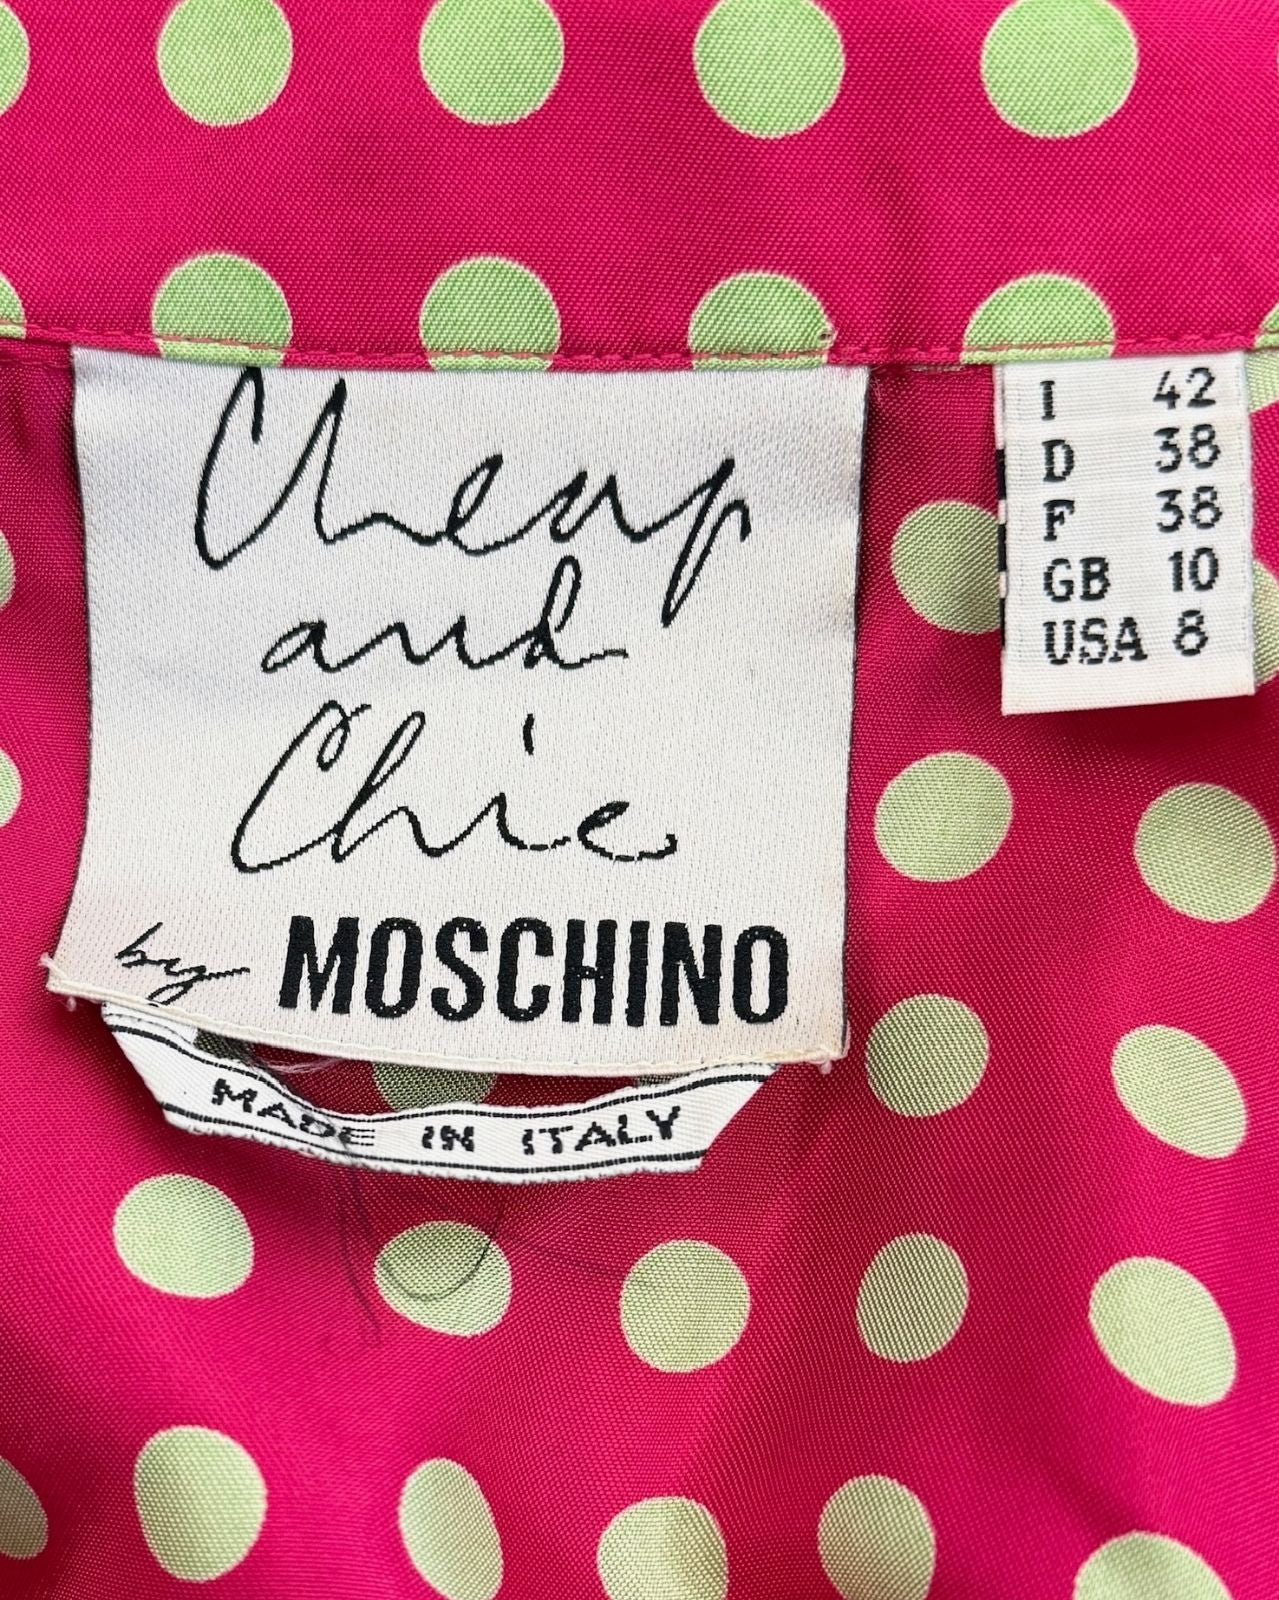 Cheap
and
Chic
by MOSCHINO
MADE IN ITALY
I 42
D 38
F 38
GB 10
USA 8